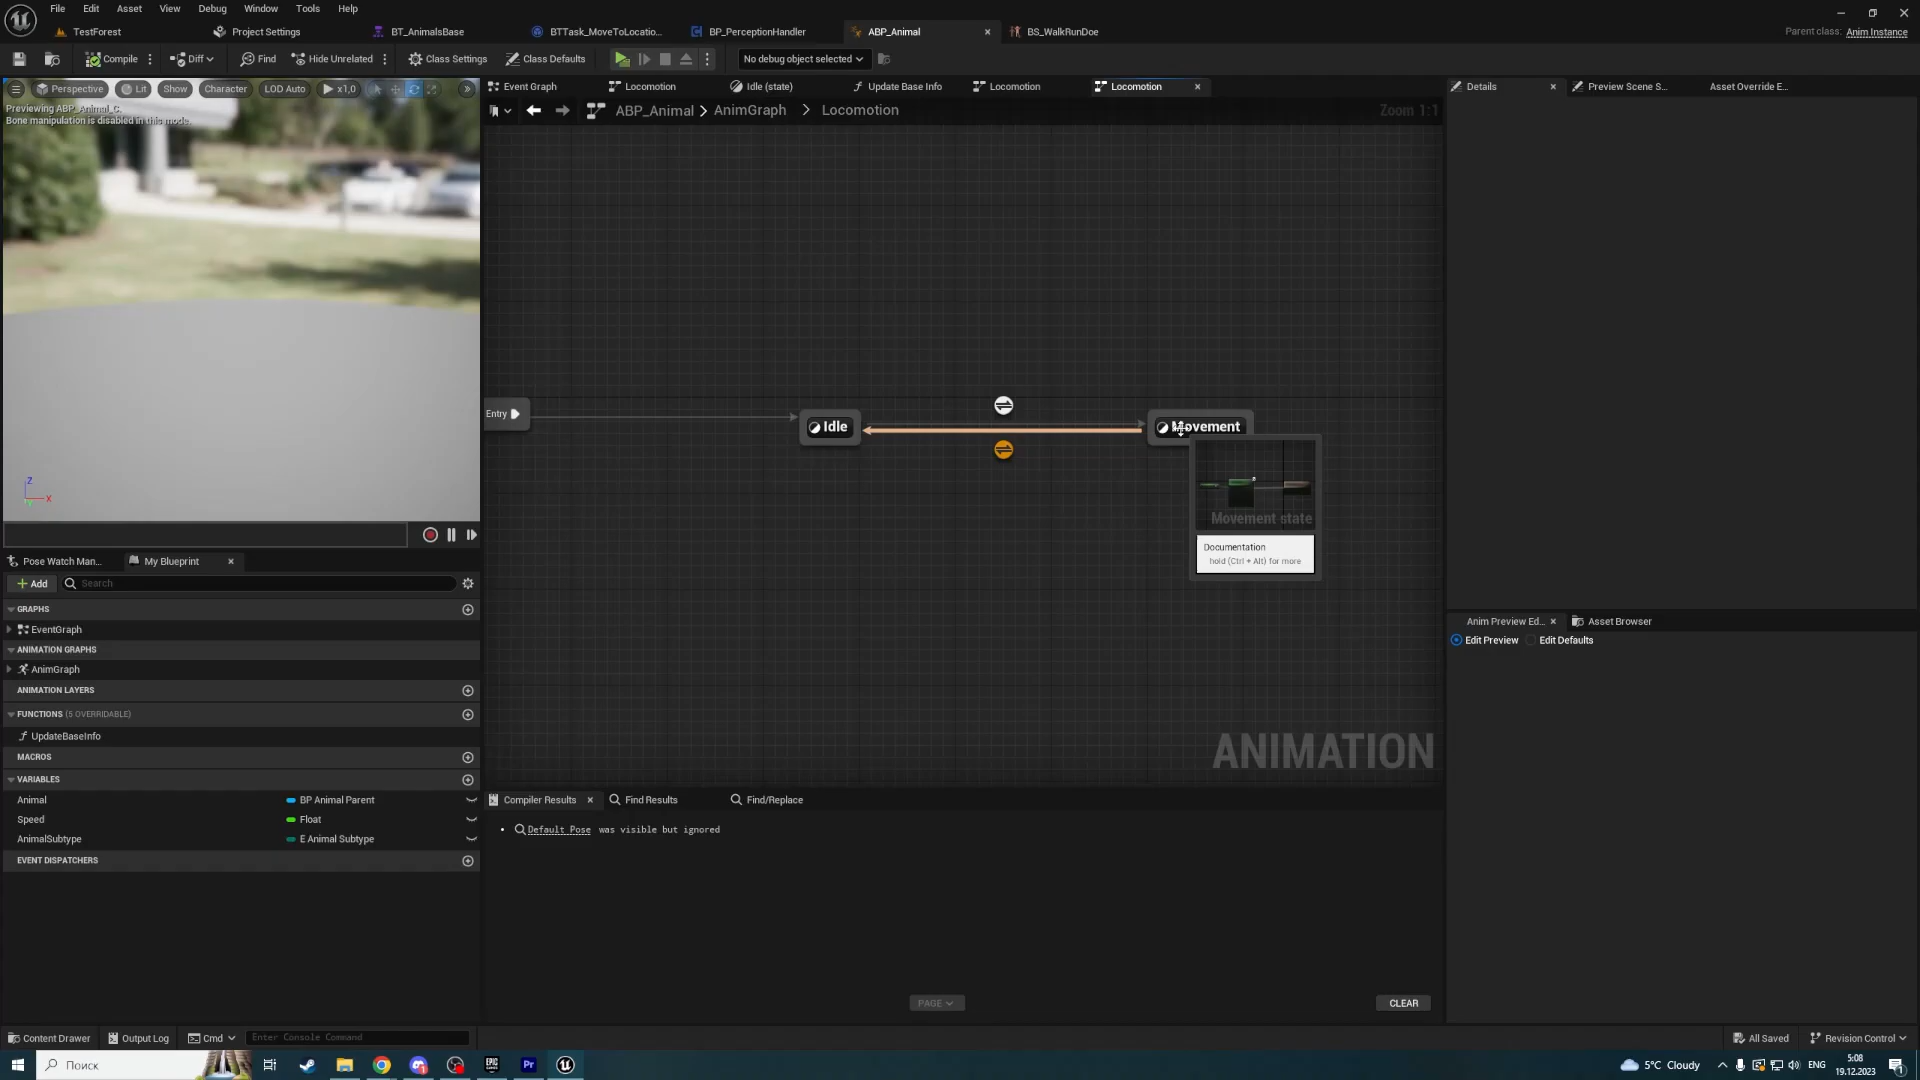 File Edit Asset View Debug Window Tools Help
TestForest Project Settings BT_AnimalsBase BTTask_MoveToLocatio... BP_PerceptionHandler ABP_Animal BS_WalkRunDoe Parent class: Anim Instance
Compile Diff Find Hide Unrelated Class Settings Class Defaults No debug object selected
Perspective Lit Show Character LOD Auto x1,0
Previewing ABP_Animal_C.
Bone manipulation is disabled in this mode.
Event Graph Locomotion Idle (state) Update Base Info Locomotion Locomotion Details Preview Scene S... Asset Override E...
ABP_Animal > AnimGraph > Locomotion Zoom 1:1
Entry Idle Movement
Movement state
Documentation
hold (Ctrl + Alt) for more
Z
X
ANIMATION
Pose Watch Man... My Blueprint
+ Add Search
GRAPHS
EventGraph
ANIMATION GRAPHS
AnimGraph
ANIMATION LAYERS
FUNCTIONS (5 OVERRIDABLE)
UpdateBaseInfo
MACROS
VARIABLES
Animal BP Animal Parent
Speed Float
AnimalSubtype E Animal Subtype
EVENT DISPATCHERS
Compiler Results Find Results Find/Replace
• Default Pose was visible but ignored
PAGE CLEAR
Anim Preview Ed... Asset Browser
Edit Preview Edit Defaults
Content Drawer Output Log Cmd Enter Console Command All Saved Revision Control
Поиск Pr 5°C Cloudy ENG 5:08
19.12.2023